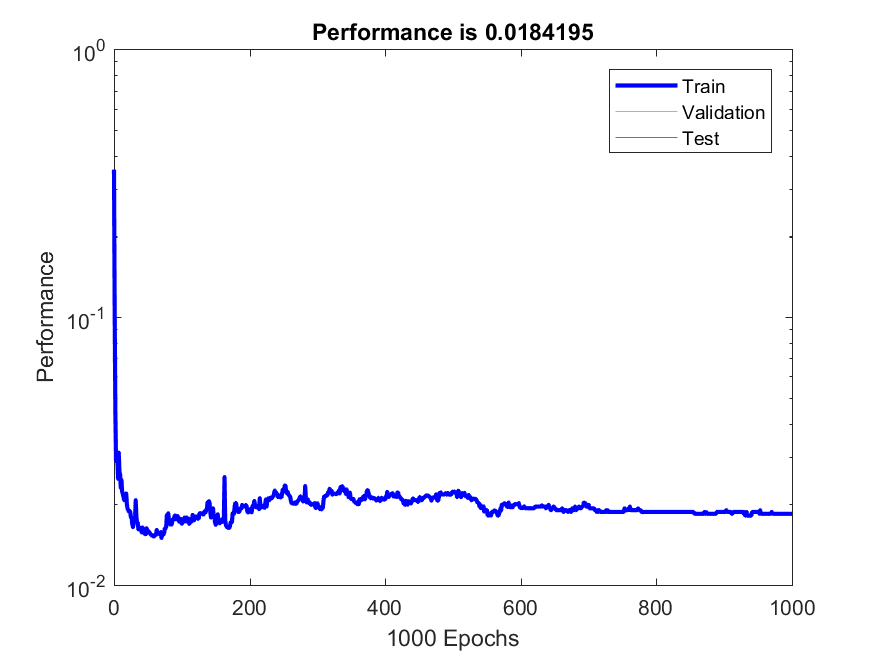 Performance is 0.0184195
10^0
Train
Validation
Test
Performance
10^-1
10^-2
0 200 400 600 800 1000
1000 Epochs